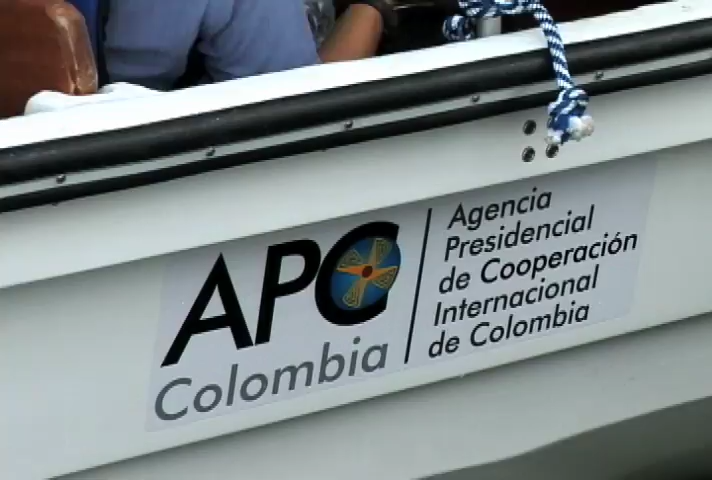 APC
Colombia
Agencia
Presidencial
de Cooperación
Internacional
de Colombia